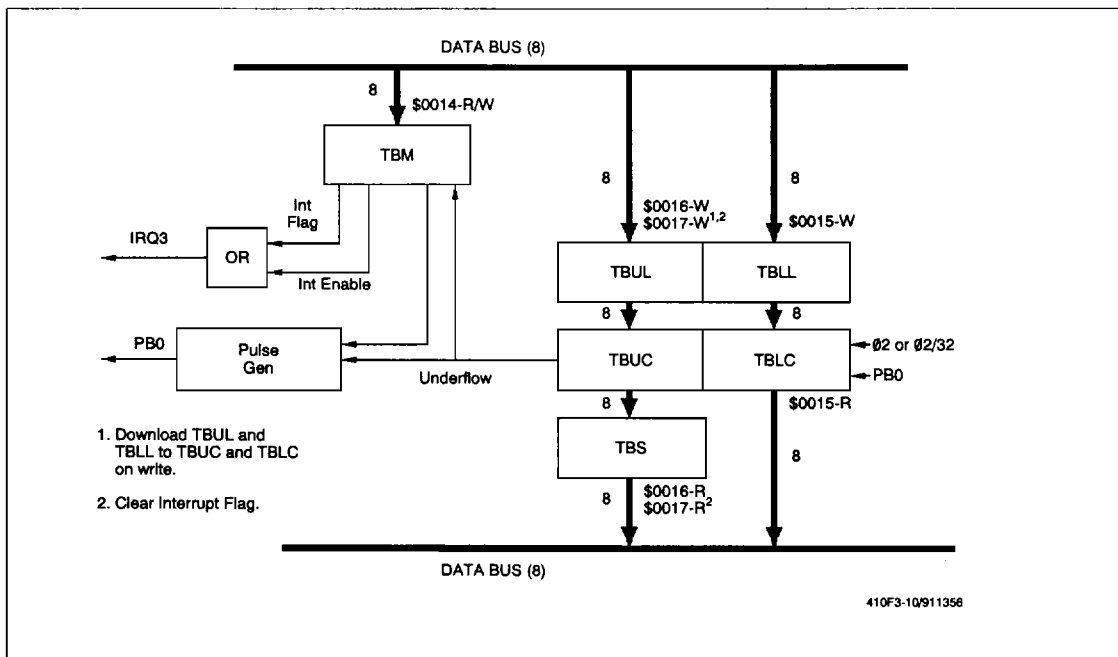 DATA BUS (8)
8
$0014-R/W
TBM
8
8
Int
Flag
$0016-W
$0017-W1,2
$0015-W
IRQ3
OR
Int Enable
TBUL
TBLL
8
8
PB0
Pulse
Gen
Underflow
TBUC
TBLC
Ø2 or Ø2/32
PB0
8
$0015-R
TBS
8
8
$0016-R
$0017-R2
1. Download TBUL and
TBLL to TBUC and TBLC
on write.
2. Clear Interrupt Flag.
DATA BUS (8)
410F3-10/911356